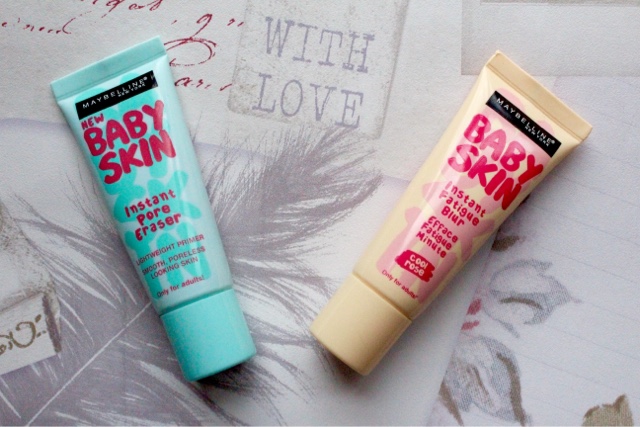 WITH
LOVE
MAYBELLINE®
NEW YORK
NEW
BABY
SKIN
Instant
Pore
Eraser
LIGHTWEIGHT PRIMER
SMOOTH, PORELESS
LOOKING SKIN
Only for adults!
MAYBELLINE®
NEW YORK
BABY
SKIN
Instant
Fatigue
Blur
Efface
Fatigue
Minute
cool
rose
Only for adults!